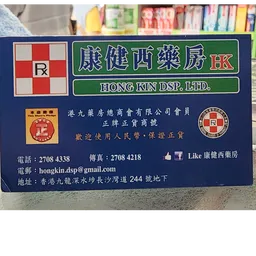 Rx
康健西藥房 HK
HONG KIN DSP. LTD.
港九藥房總商會有限公司會員
正牌正貨商號
歡迎使用人民幣·保證正貨
正
電話：2708 4338 傳真：2708 4218 Like 康健西藥房
電郵：hongkin.dsp@gmail.com
地址：香港九龍深水埗長沙灣道 244 號地下